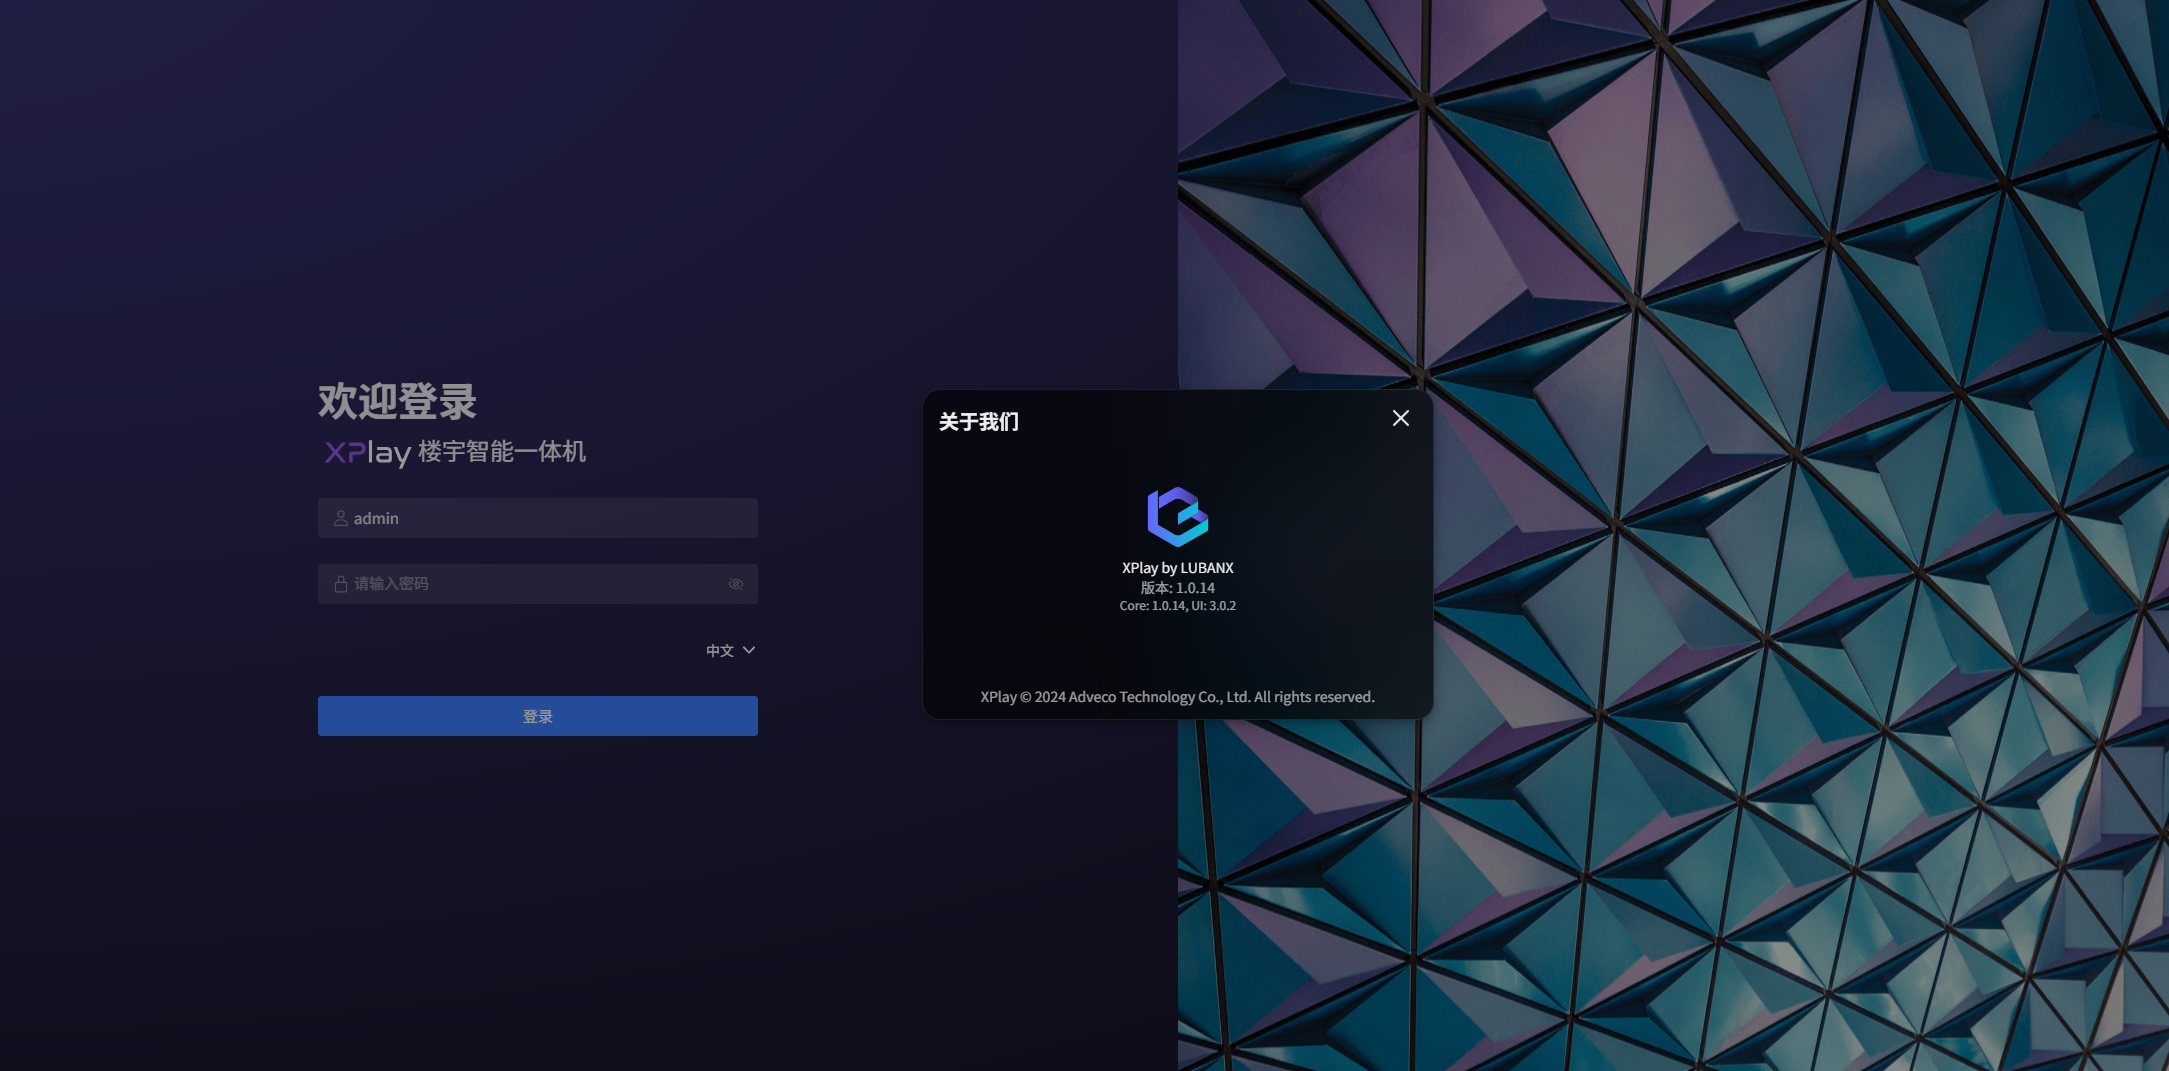 欢迎登录
XPlay 楼宇智能一体机
admin
请输入密码
中文
登录
关于我们
XPlay by LUBANX
版本: 1.0.14
Core: 1.0.14, UI: 3.0.2
XPlay © 2024 Adveco Technology Co., Ltd. All rights reserved.